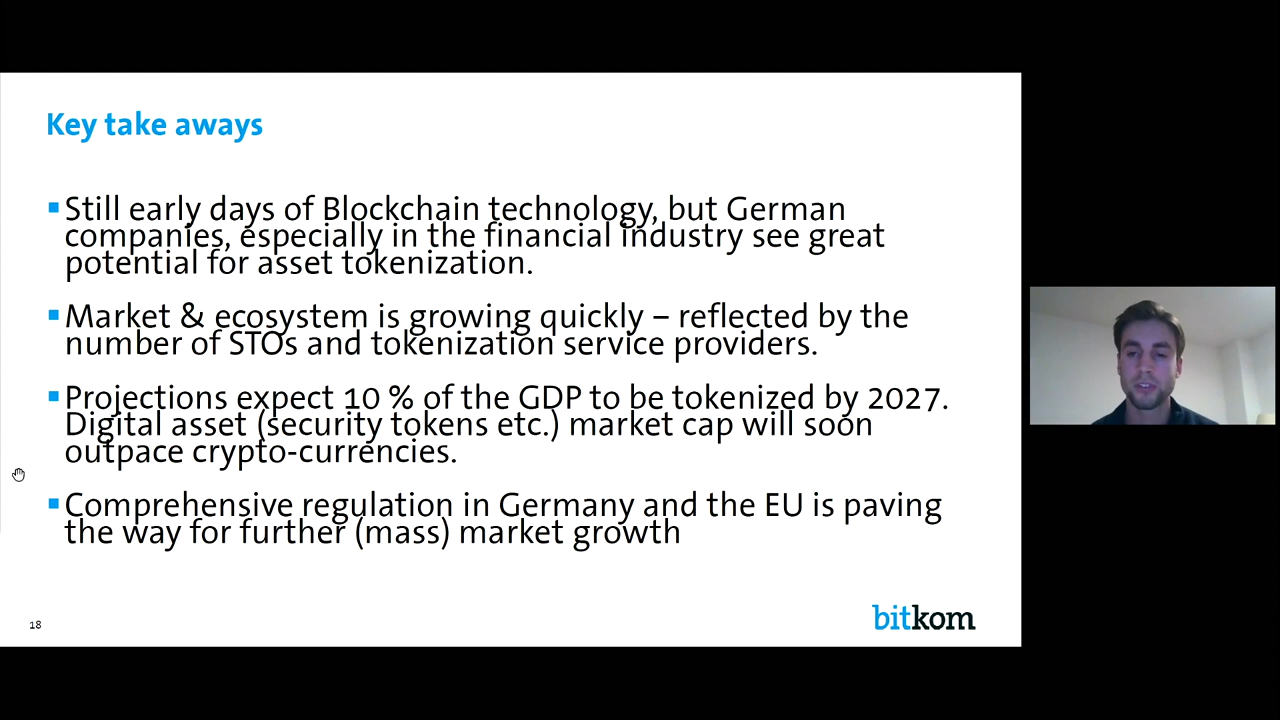 Key take aways
Still early days of Blockchain technology, but German
companies, especially in the financial industry see great
potential for asset tokenization.
Market & ecosystem is growing quickly – reflected by the
number of STOs and tokenization service providers.
Projections expect 10 % of the GDP to be tokenized by 2027.
Digital asset (security tokens etc.) market cap will soon
outpace crypto-currencies.
Comprehensive regulation in Germany and the EU is paving
the way for further (mass) market growth
18
bitkom